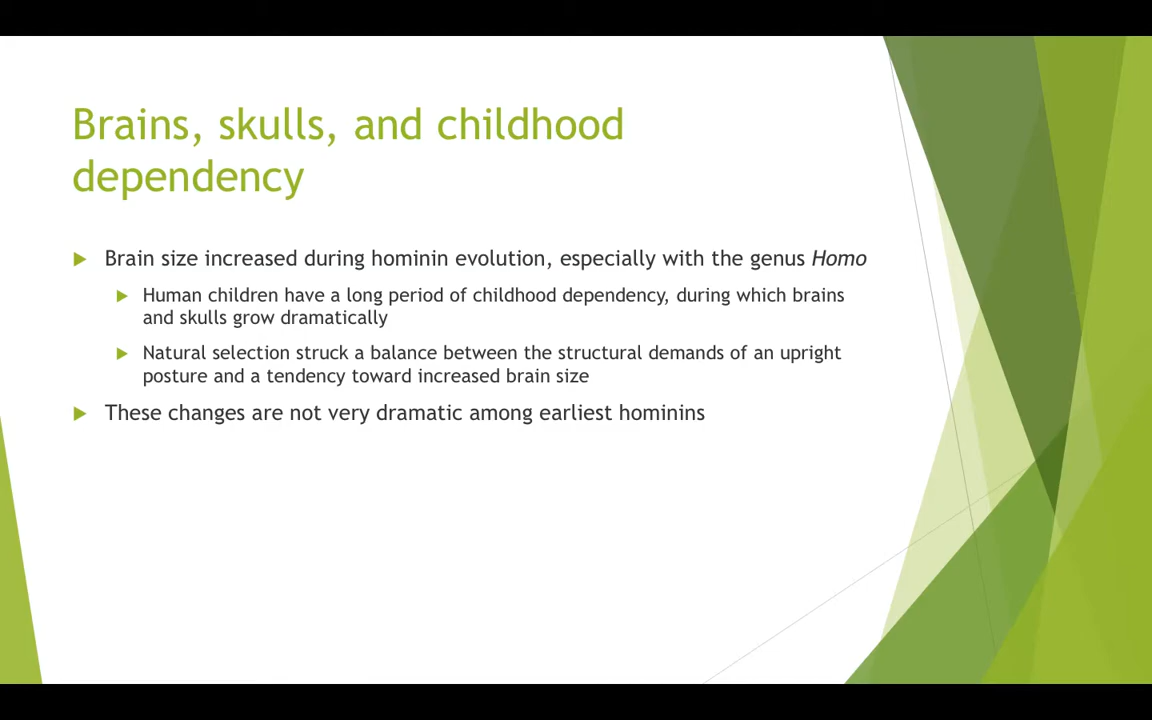 Brains, skulls, and childhood
dependency
Brain size increased during hominin evolution, especially with the genus Homo
Human children have a long period of childhood dependency, during which brains
and skulls grow dramatically
Natural selection struck a balance between the structural demands of an upright
posture and a tendency toward increased brain size
These changes are not very dramatic among earliest hominins